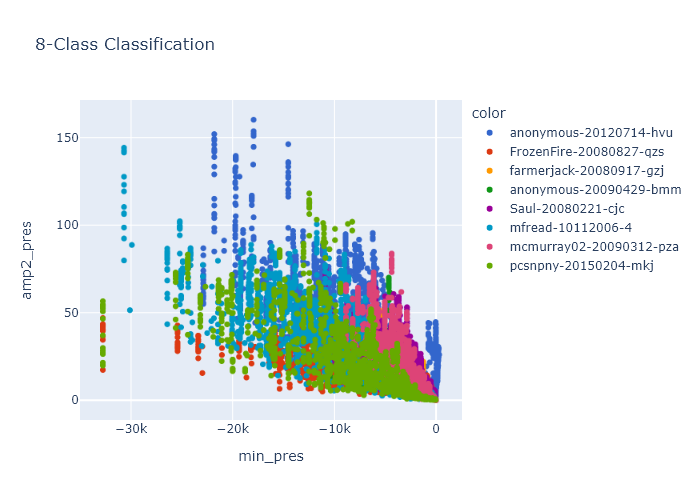 8-Class Classification
color
anonymous-20120714-hvu
FrozenFire-20080827-qzs
farmerjack-20080917-gzj
anonymous-20090429-bmm
Saul-20080221-cjc
mfread-10112006-4
mcmurray02-20090312-pza
pcsnpny-20150204-mkj
amp2_pres
150
100
50
0
−30k
−20k
−10k
0
min_pres